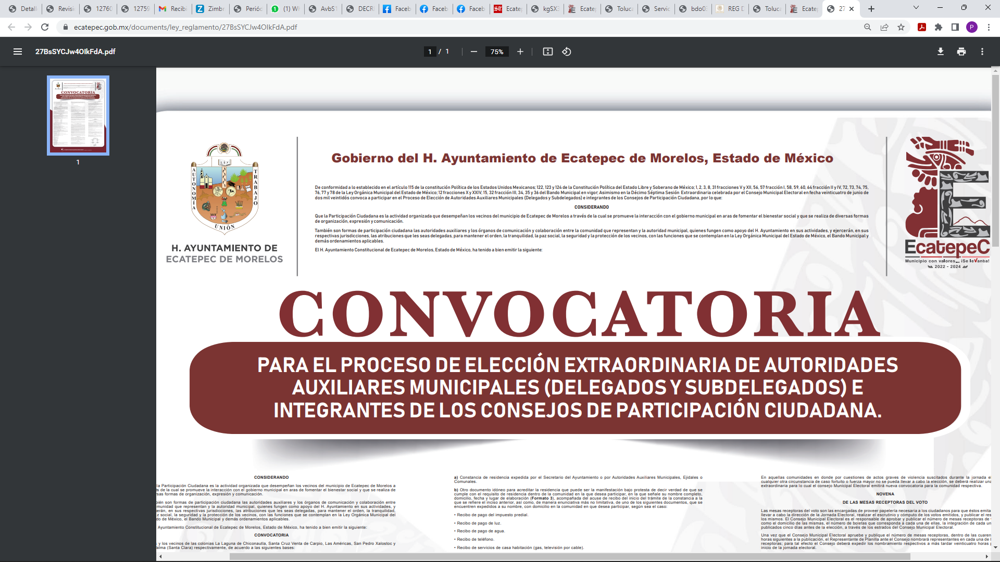 Detall
Revisi
12760
12759
Recibi
Zimbr
Periód
(1) W
AvbS1
DECR
Faceb
Faceb
Faceb
Ecatep
kgSX3
Ecatep
Toluca
Servic
bdo03
REG D
Toluca
Ecatep
27
ecatepec.gob.mx/documents/ley_reglamento/27BsSYCJw4OIkFdA.pdf
P
27BsSYCJw4OIkFdA.pdf
1 / 1
75%
1
AUTONOMÍA
LEY
TRABAJO
UNIÓN
H. AYUNTAMIENTO DE
ECATEPEC DE MORELOS
Gobierno del H. Ayuntamiento de Ecatepec de Morelos, Estado de México
De conformidad a lo establecido en el artículo 115 de la constitución Política de los Estados Unidos Mexicanos; 122, 123 y 124 de la Constitución Política del Estado Libre y Soberano de México; 1, 2, 3, 8, 31 fracciones V y XII, 56, 57 fracción I, 58, 59, 60, 64 fracción II y IV, 72, 73, 74, 75,
76, 77 y 78 de la Ley Orgánica Municipal del Estado de México; 12 fracciones X y XXIV, 15, 32 fracción III, 34, 35 y 36 del Bando Municipal en vigor; Asimismo en la Décimo Séptima Sesión Extraordinaria celebrada por el Consejo Municipal Electoral en fecha veinticuatro de junio de
dos mil veintidós convoca a participar en el Proceso de Elección de Autoridades Auxiliares Municipales (Delegados y Subdelegados) e integrantes de los Consejos de Participación Ciudadana, por lo que:
CONSIDERANDO
Que la Participación Ciudadana es la actividad organizada que desempeñan los vecinos del municipio de Ecatepec de Morelos a través de la cual se promueve la interacción con el gobierno municipal en aras de fomentar el bienestar social y que se realiza de diversas formas
de organización, expresión y comunicación.
También son formas de participación ciudadana las autoridades auxiliares y los órganos de comunicación y colaboración entre la comunidad que representan y la autoridad municipal, quienes fungen como apoyo del H. Ayuntamiento en sus actividades, y ejercerán, en sus
respectivas jurisdicciones, las atribuciones que les seas delegadas, para mantener el orden, la tranquilidad, la paz social, la seguridad y la protección de los vecinos, con las funciones que se contemplan en la Ley Orgánica Municipal del Estado de México, el Bando Municipal y
demás ordenamientos aplicables.
El H. Ayuntamiento Constitucional de Ecatepec de Morelos, Estado de México, ha tenido a bien emitir la siguiente:
EcatepeC
Municipio con valores... ¡Se leVanta!
2022 - 2024
CONVOCATORIA
PARA EL PROCESO DE ELECCIÓN EXTRAORDINARIA DE AUTORIDADES
AUXILIARES MUNICIPALES (DELEGADOS Y SUBDELEGADOS) E
INTEGRANTES DE LOS CONSEJOS DE PARTICIPACIÓN CIUDADANA.
CONSIDERANDO
la Participación Ciudadana es la actividad organizada que desempeñan los vecinos del municipio de Ecatepec de Morelos a
s de la cual se promueve la interacción con el gobierno municipal en aras de fomentar el bienestar social y que se realiza de
sas formas de organización, expresión y comunicación.
bién son formas de participación ciudadana las autoridades auxiliares y los órganos de comunicación y colaboración entre
munidad que representan y la autoridad municipal, quienes fungen como apoyo del H. Ayuntamiento en sus actividades, y
erán, en sus respectivas jurisdicciones, las atribuciones que les seas delegadas, para mantener el orden, la tranquilidad,
z social, la seguridad y la protección de los vecinos, con las funciones que se contemplan en la Ley Orgánica Municipal del
do de México, el Bando Municipal y demás ordenamientos aplicables.
Ayuntamiento Constitucional de Ecatepec de Morelos, Estado de México, ha tenido a bien emitir la siguiente:
CONVOCATORIA
y los vecinos de las colonias La Laguna de Chiconautla, Santa Cruz Venta de Carpio, Las Américas, San Pedro Xalostoc y
alma (Santa Clara) respectivamente, de acuerdo a las siguientes bases:
a) Constancia de residencia expedida por el Secretario del Ayuntamiento o por Autoridades Auxiliares Municipales, Ejidales o
Comunales.
b) Otro documento idóneo para acreditar la residencia que puede ser la manifestación bajo protesta de decir verdad de que se
cumple con el requisito de residencia dentro de la comunidad en la que desea participar, en la que señale su nombre completo,
domicilio, fecha y lugar de elaboración (Formato 3), acompañada del acuse de recibo del inicio del trámite de la constancia a la
que se refiere el inciso anterior, así como, de manera enunciativa más no limitativa, de uno de los siguientes documentos, que se
encuentren expedidos a su nombre, con domicilio en la comunidad en que desea participar, según sea el caso:
• Recibo de pago del impuesto predial.
• Recibo de pago de luz.
• Recibo de pago de agua.
• Recibo de teléfono.
• Recibo de servicios de casa habitación (gas, televisión por cable).
En aquellas comunidades en donde por cuestiones de actos graves de violencia suscitados durante la jornada el
cualquier otra circunstancia de caso fortuito o fuerza mayor no se pueda llevar a cabo la elección, se deberá realizar una
extraordinaria para lo cual el consejo Municipal Electoral emitirá nueva convocatoria para la comunidad respectiva.
NOVENA
DE LAS MESAS RECEPTORAS DEL VOTO
Las mesas receptoras del voto son las encargadas de proveer papelería necesaria a los ciudadanos para que éstos emita
llevar a cabo la dirección de la Jornada Electoral, realizar el escrutinio y cómputo de los votos emitidos, y publicar el res
los mismos. El Consejo Municipal Electoral es el responsable de aprobar y publicar el número de mesas receptoras de
como el domicilio de las mismas, el número de boletas que corresponda a cada una de ellas, la integración de cada un
publicados cinco días antes de la elección, a través de los estrados del Consejo Municipal Electoral.
Una vez que el Consejo Municipal Electoral apruebe y publique el número de mesas receptoras, dentro de las cuaren
horas siguientes a la publicación, el Representante de Planilla ante el Consejo nombrará representantes en cada una de l
receptoras; para tal efecto el Consejo deberá expedir los nombramiento respectivos a más tardar veinticuatro horas
inicio de la jornada electoral.